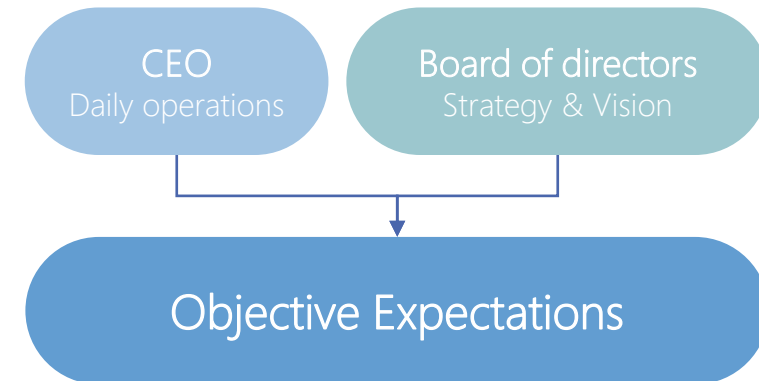 CEO
Daily operations
Board of directors
Strategy & Vision
Objective Expectations